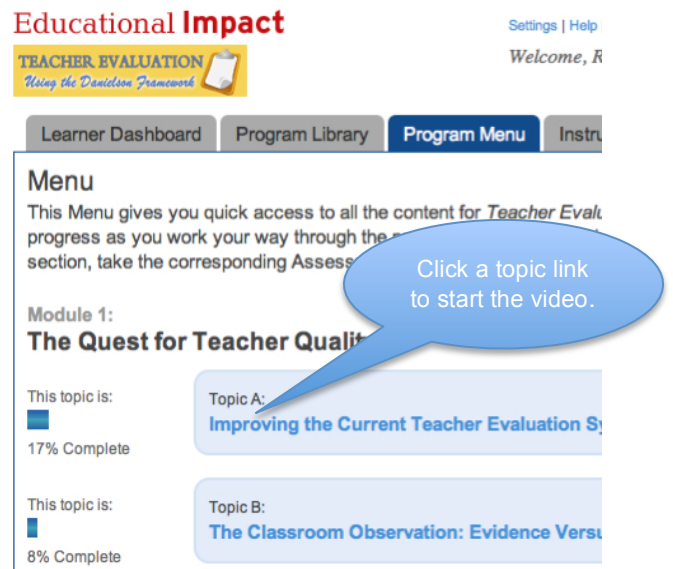 Educational Impact
Settings | Help
TEACHER EVALUATION
Using the Danielson Framework
Welcome, R
Learner Dashboard
Program Library
Program Menu
Instru
Menu
This Menu gives you quick access to all the content for Teacher Evalu
progress as you work your way through the
section, take the corresponding Assess
Click a topic link
to start the video.
Module 1:
The Quest for Teacher Qualit
This topic is:
17% Complete
Topic A:
Improving the Current Teacher Evaluation Sy
This topic is:
8% Complete
Topic B:
The Classroom Observation: Evidence Versu